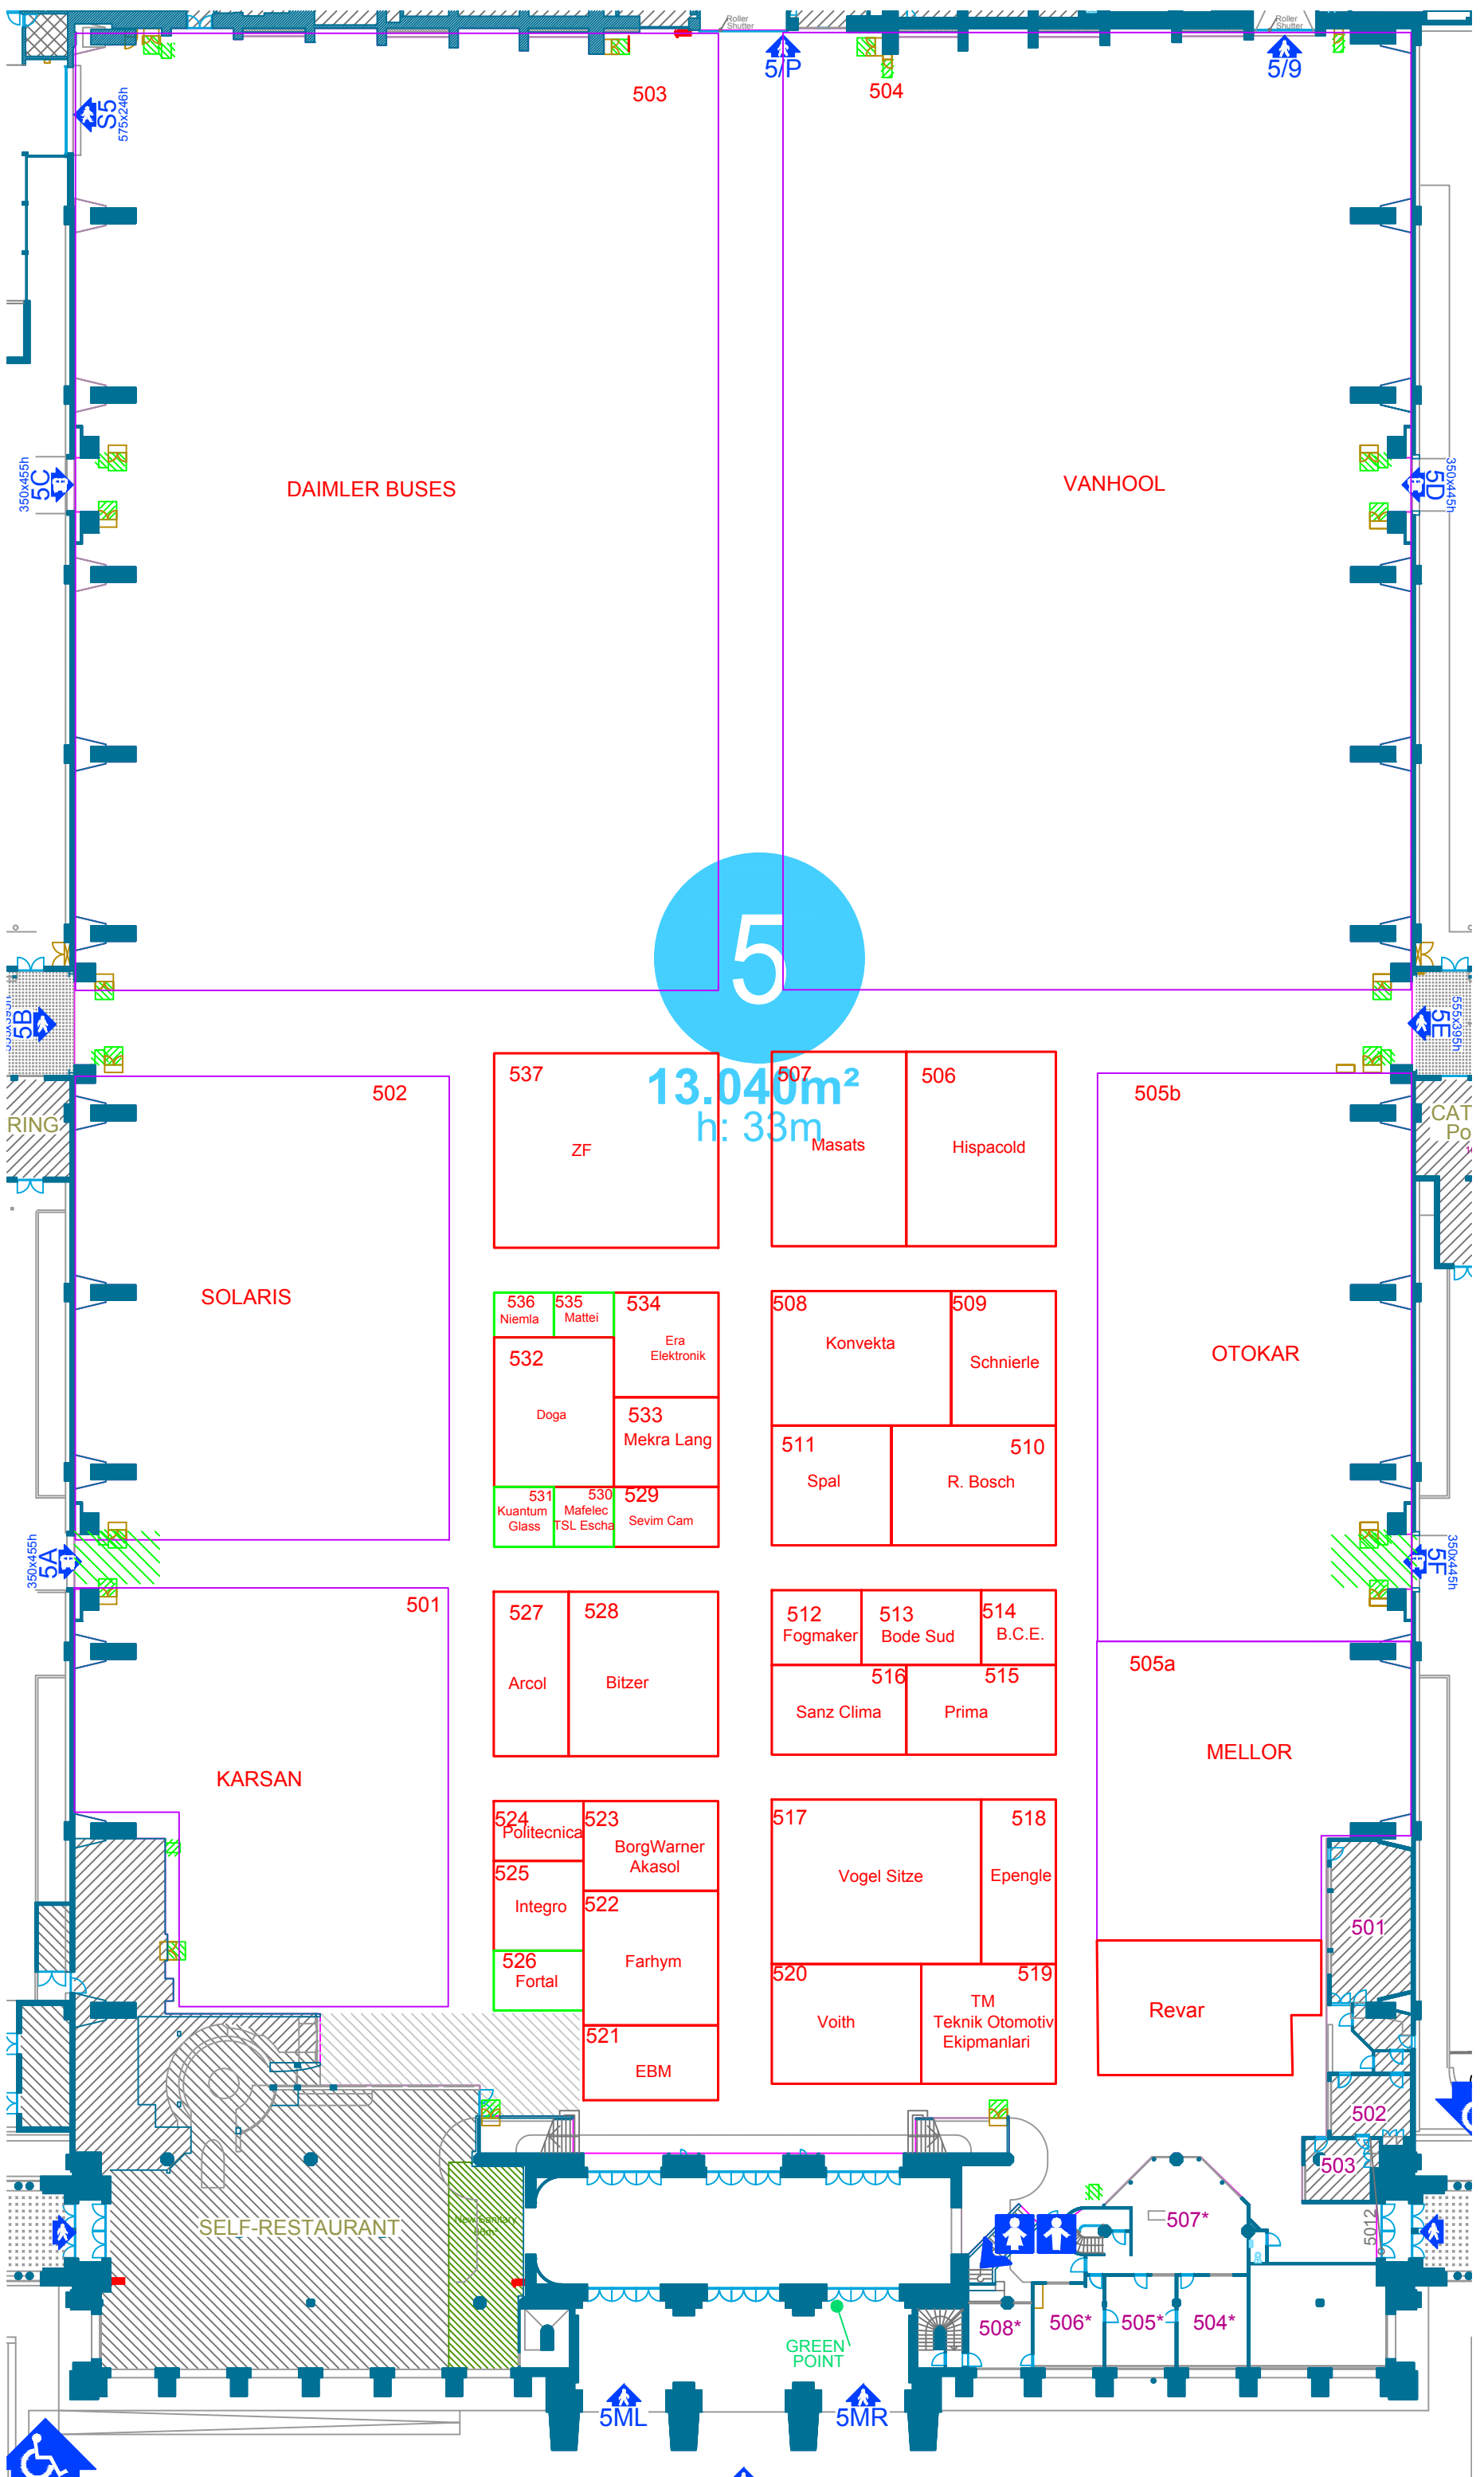 Roller
Shutter
Roller
Shutter
5/P
5/9
503
504
S5
575x246h
350x455h
5C
DAIMLER BUSES
VANHOOL
5D
350x445h
5
13.040m²
h: 33m
5B
5E
555x395h
RING
CAT
Po
502
537
ZF
507
Masats
506
Hispacold
505b
SOLARIS
536
Niemla
535
Mattei
534
Era
Elektronik
532
Doga
533
Mekra Lang
531
Kuantum
Glass
530
Mafelec
TSL Escha
529
Sevim Cam
508
Konvekta
509
Schnierle
511
Spal
510
R. Bosch
OTOKAR
350x455h
5A
5F
350x445h
501
KARSAN
527
Arcol
528
Bitzer
512
Fogmaker
513
Bode Sud
514
B.C.E.
516
Sanz Clima
515
Prima
505a
MELLOR
524
Politecnica
523
BorgWarner
Akasol
525
Integro
522
Farhym
526
Fortal
521
EBM
517
Vogel Sitze
518
Epengle
520
Voith
519
TM
Teknik Otomotiv
Ekipmanlari
Revar
501
502
503
5012
SELF-RESTAURANT
New Sanitary
507*
508*
506*
505*
504*
GREEN
POINT
5ML
5MR